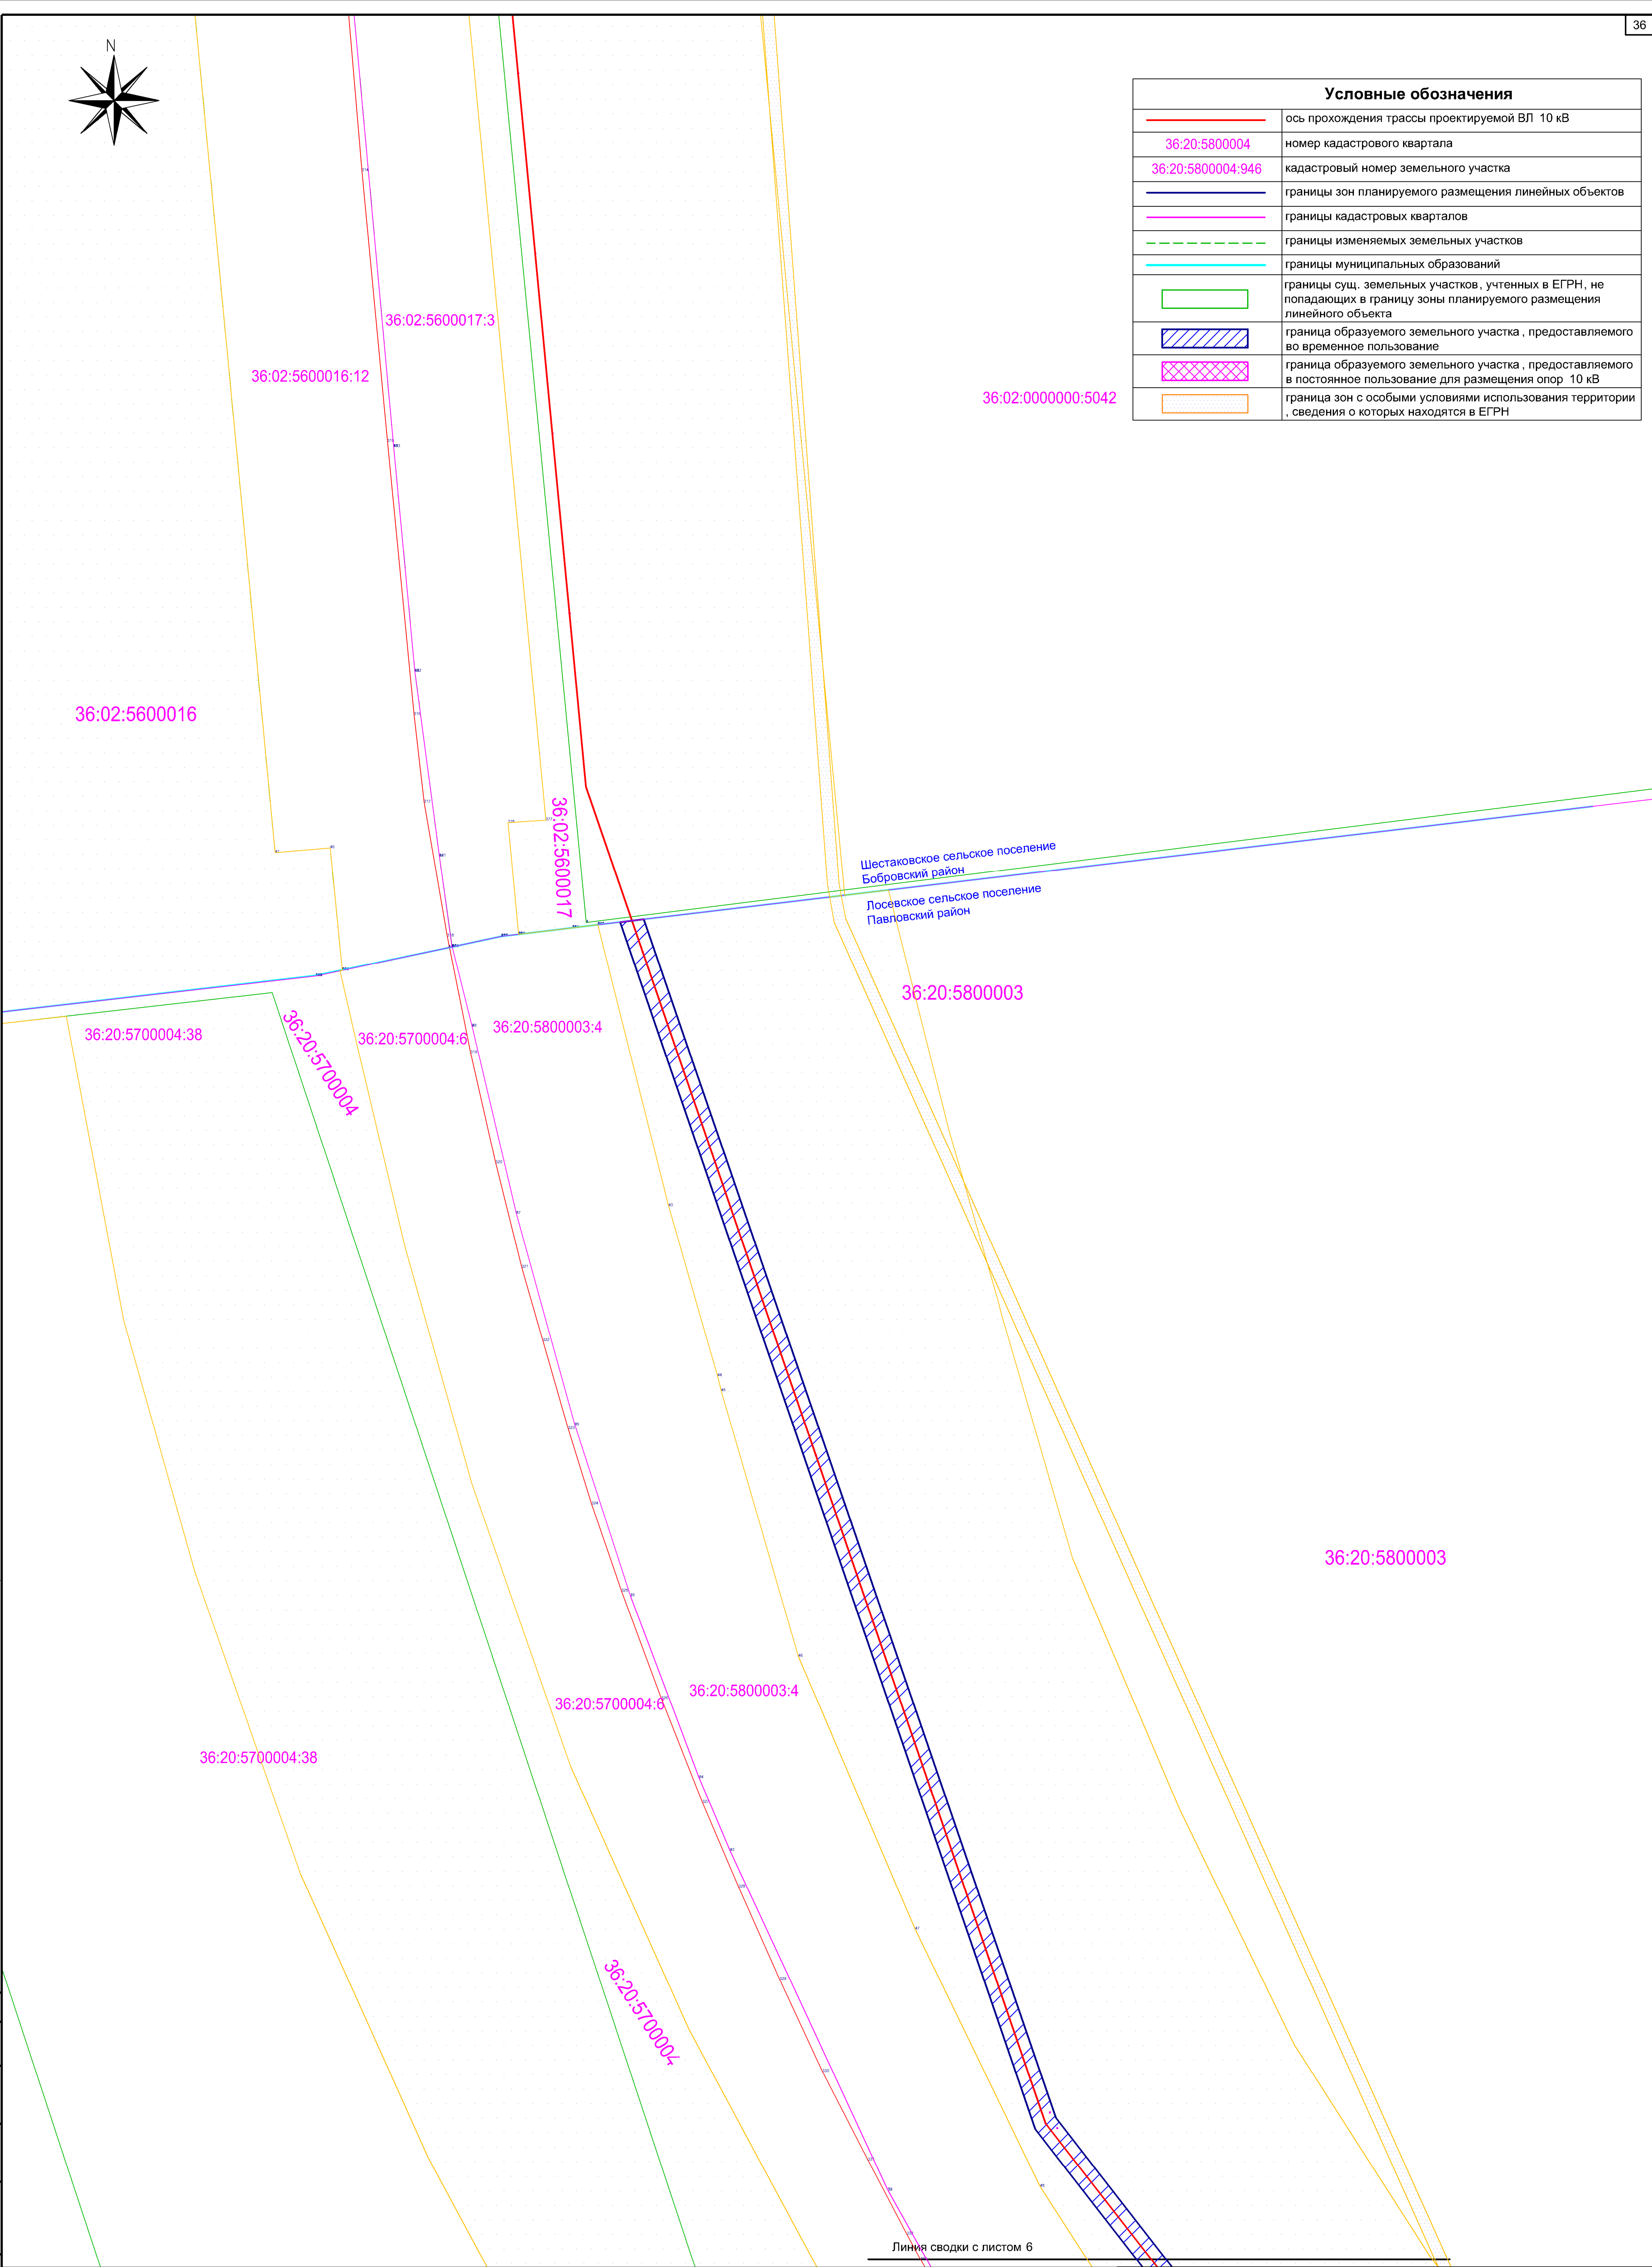 36
N
Условные обозначения
ось прохождения трассы проектируемой ВЛ 10 кВ
36:20:5800004
номер кадастрового квартала
36:20:5800004:946
кадастровый номер земельного участка
границы зон планируемого размещения линейных объектов
границы кадастровых кварталов
границы изменяемых земельных участков
границы муниципальных образований
границы сущ. земельных участков, учтенных в ЕГРН, не
попадающих в границу зоны планируемого размещения
линейного объекта
граница образуемого земельного участка , предоставляемого
во временное пользование
граница образуемого земельного участка , предоставляемого
в постоянное пользование для размещения опор 10 кВ
граница зон с особыми условиями использования территории
, сведения о которых находятся в ЕГРН
36:02:5600017:3
36:02:5600016:12
36:02:0000000:5042
36:02:5600016
36:02:5600017
Шестаковское сельское поселение
Бобровский район
Лосевское сельское поселение
Павловский район
36:20:5800003
36:20:5700004:38
36:20:5700004
36:20:5700004:6
36:20:5800003:4
36:20:5800003
36:20:5700004:6
36:20:5800003:4
36:20:5700004:38
36:20:5700004
Линия сводки с листом 6